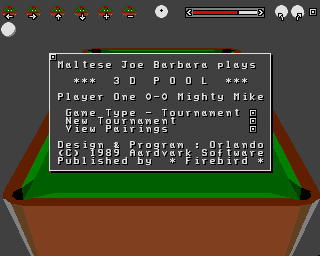 Maltese Joe Barbara plays
*** 3D POOL ***
Player One 0-0 Mighty Mike
Game Type - Tournament
New Tournament
View Pairings
Design & Program : Orlando
(C) 1989 Aardvark Software
Published by * Firebird *